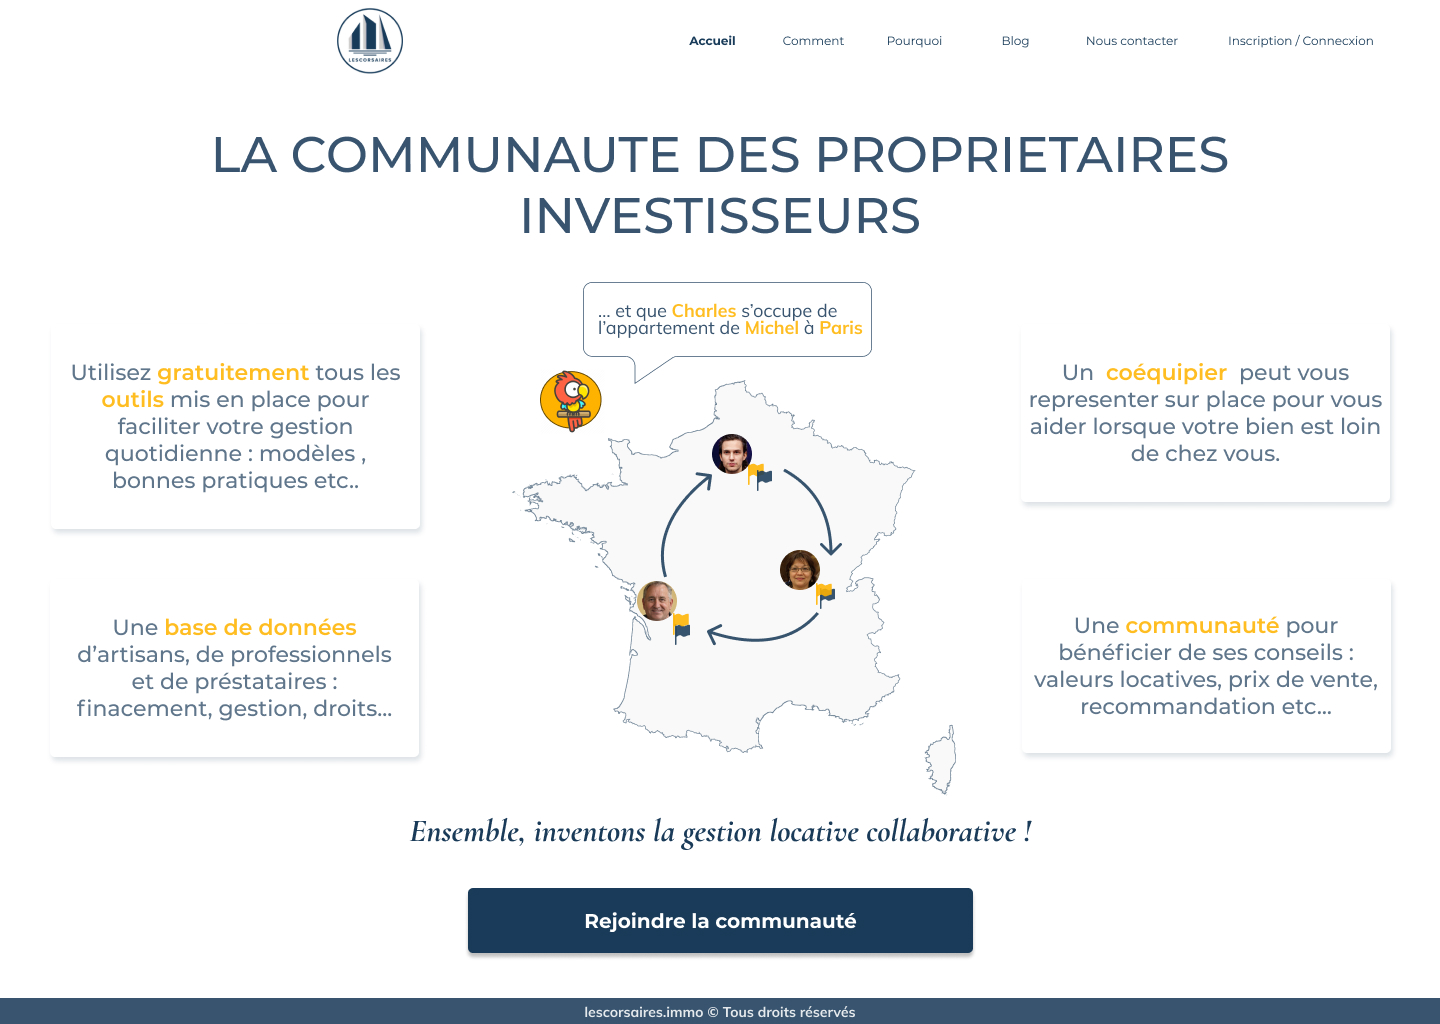 LESCORSAIRES
Accueil Comment Pourquoi Blog Nous contacter Inscription / Connecxion
LA COMMUNAUTE DES PROPRIETAIRES
INVESTISSEURS
... et que Charles s'occupe de
l'appartement de Michel à Paris
Utilisez gratuitement tous les
outils mis en place pour
faciliter votre gestion
quotidienne : modèles ,
bonnes pratiques etc..
Un coéquipier peut vous
representer sur place pour vous
aider lorsque votre bien est loin
de chez vous.
Une base de données
d'artisans, de professionnels
et de préstataires :
finacement, gestion, droits...
Une communauté pour
bénéficier de ses conseils :
valeurs locatives, prix de vente,
recommandation etc...
Ensemble, inventons la gestion locative collaborative !
Rejoindre la communauté
lescorsaires.immo © Tous droits réservés